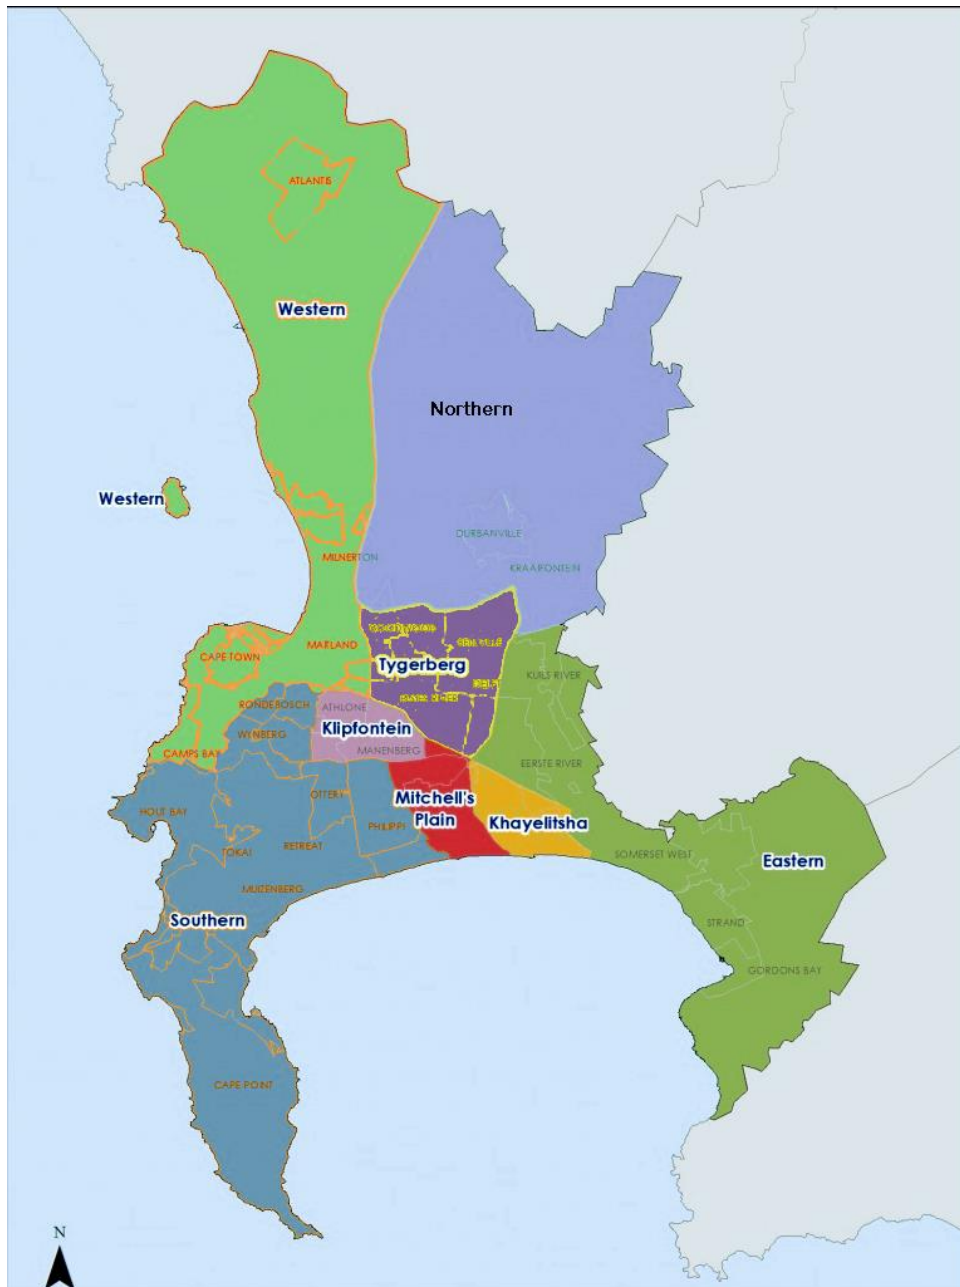 ATLANTIS
Western
Northern
Western
DURBANVILLE
MILNERTON
KRAAFONTEIN
MAITLAND
CAPE TOWN
Tygerberg
KUILS RIVER
RONDEBOSCH
ATHLONE
Klipfontein
WYNBERG
MANENBERG
CAMPS BAY
EERSTE RIVER
Mitchell's
Plain
Khayelitsha
HOUT BAY
OTTERY
PHILIPPI
TOKAI
RETREAT
SOMERSET WEST
Eastern
MUIZENBERG
Southern
STRAND
GORDONS BAY
CAPE POINT
N